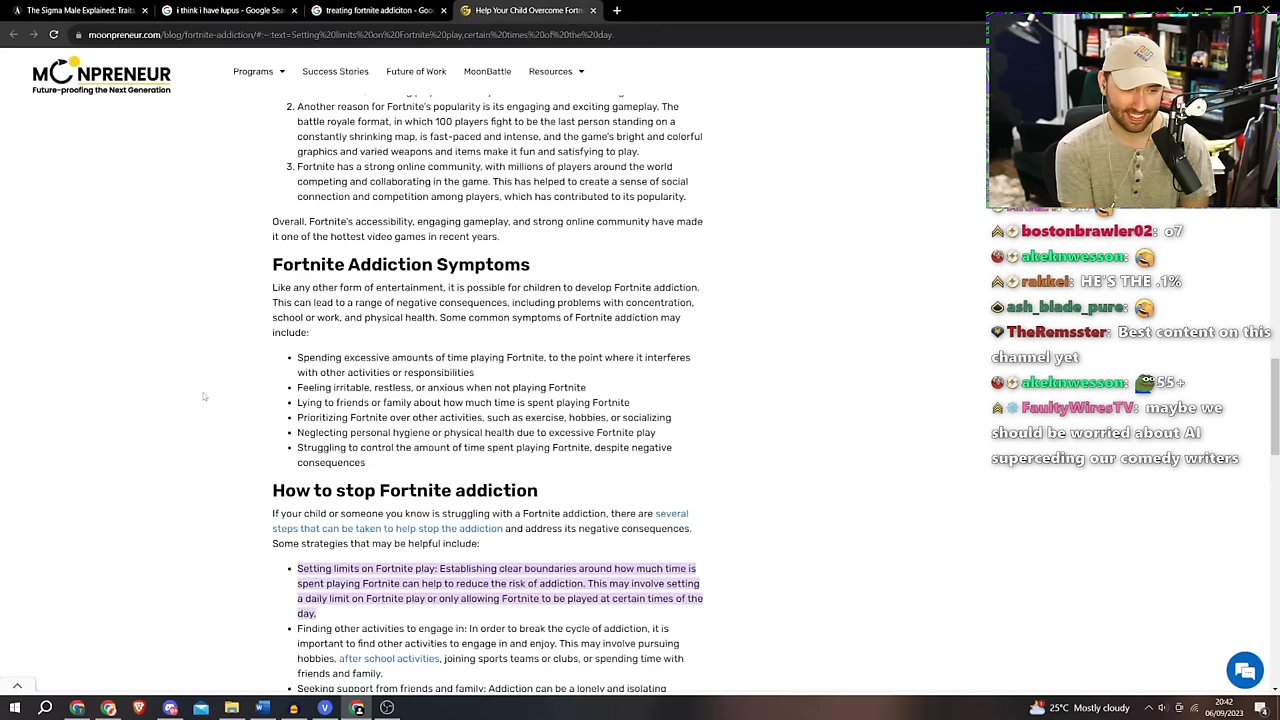 The Sigma Male Explained: Trait
i think i have lupus - Google Sea
treating fortnite addiciton - Goo
Help Your Child Overcome Fortni
moonpreneur.com/blog/fortnite-addiction/#:~:text=Setting%20limits%20on%20Fortnite%20play,certain%20times%20of%20the%20day.
MOONPRENEUR
Future-proofing the Next Generation
Programs
Success Stories
Future of Work
MoonBattle
Resources
2. Another reason for Fortnite's popularity is its engaging and exciting gameplay. The
battle royale format, in which 100 players fight to be the last person standing on a
constantly shrinking map, is fast-paced and intense, and the game's bright and colorful
graphics and varied weapons and items make it fun and satisfying to play.
3. Fortnite has a strong online community, with millions of players around the world
competing and collaborating in the game. This has helped to create a sense of social
connection and competition among players, which has contributed to its popularity.
Overall, Fortnite's accessibility, engaging gameplay, and strong online community have made
it one of the hottest video games in recent years.
Fortnite Addiction Symptoms
Like any other form of entertainment, it is possible for children to develop Fortnite addiction.
This can lead to a range of negative consequences, including problems with concentration,
school or work, and physical health. Some common symptoms of Fortnite addiction may
include:
• Spending excessive amounts of time playing Fortnite, to the point where it interferes
with other activities or responsibilities
• Feeling irritable, restless, or anxious when not playing Fortnite
• Lying to friends or family about how much time is spent playing Fortnite
• Prioritizing Fortnite over other activities, such as exercise, hobbies, or socializing
• Neglecting personal hygiene or physical health due to excessive Fortnite play
• Struggling to control the amount of time spent playing Fortnite, despite negative
consequences
How to stop Fortnite addiction
If your child or someone you know is struggling with a Fortnite addiction, there are several
steps that can be taken to help stop the addiction and address its negative consequences.
Some strategies that may be helpful include:
• Setting limits on Fortnite play: Establishing clear boundaries around how much time is
spent playing Fortnite can help to reduce the risk of addiction. This may involve setting
a daily limit on Fortnite play or only allowing Fortnite to be played at certain times of the
day.
• Finding other activities to engage in: In order to break the cycle of addiction, it is
important to find other activities to engage in and enjoy. This may involve pursuing
hobbies, after school activities, joining sports teams or clubs, or spending time with
friends and family.
• Seeking support from friends and family: Addiction can be a lonely and isolating
bostonbrawler02: o7
akeknwesson:
rakkei: HE'S THE .1%
ash_blade_pure:
TheRemsster: Best content on this
channel yet
akeknwesson: 55+
FaultyWiresTV: maybe we
should be worried about AI
superceding our comedy writers
25°C Mostly cloudy
20:42
06/09/2023
4